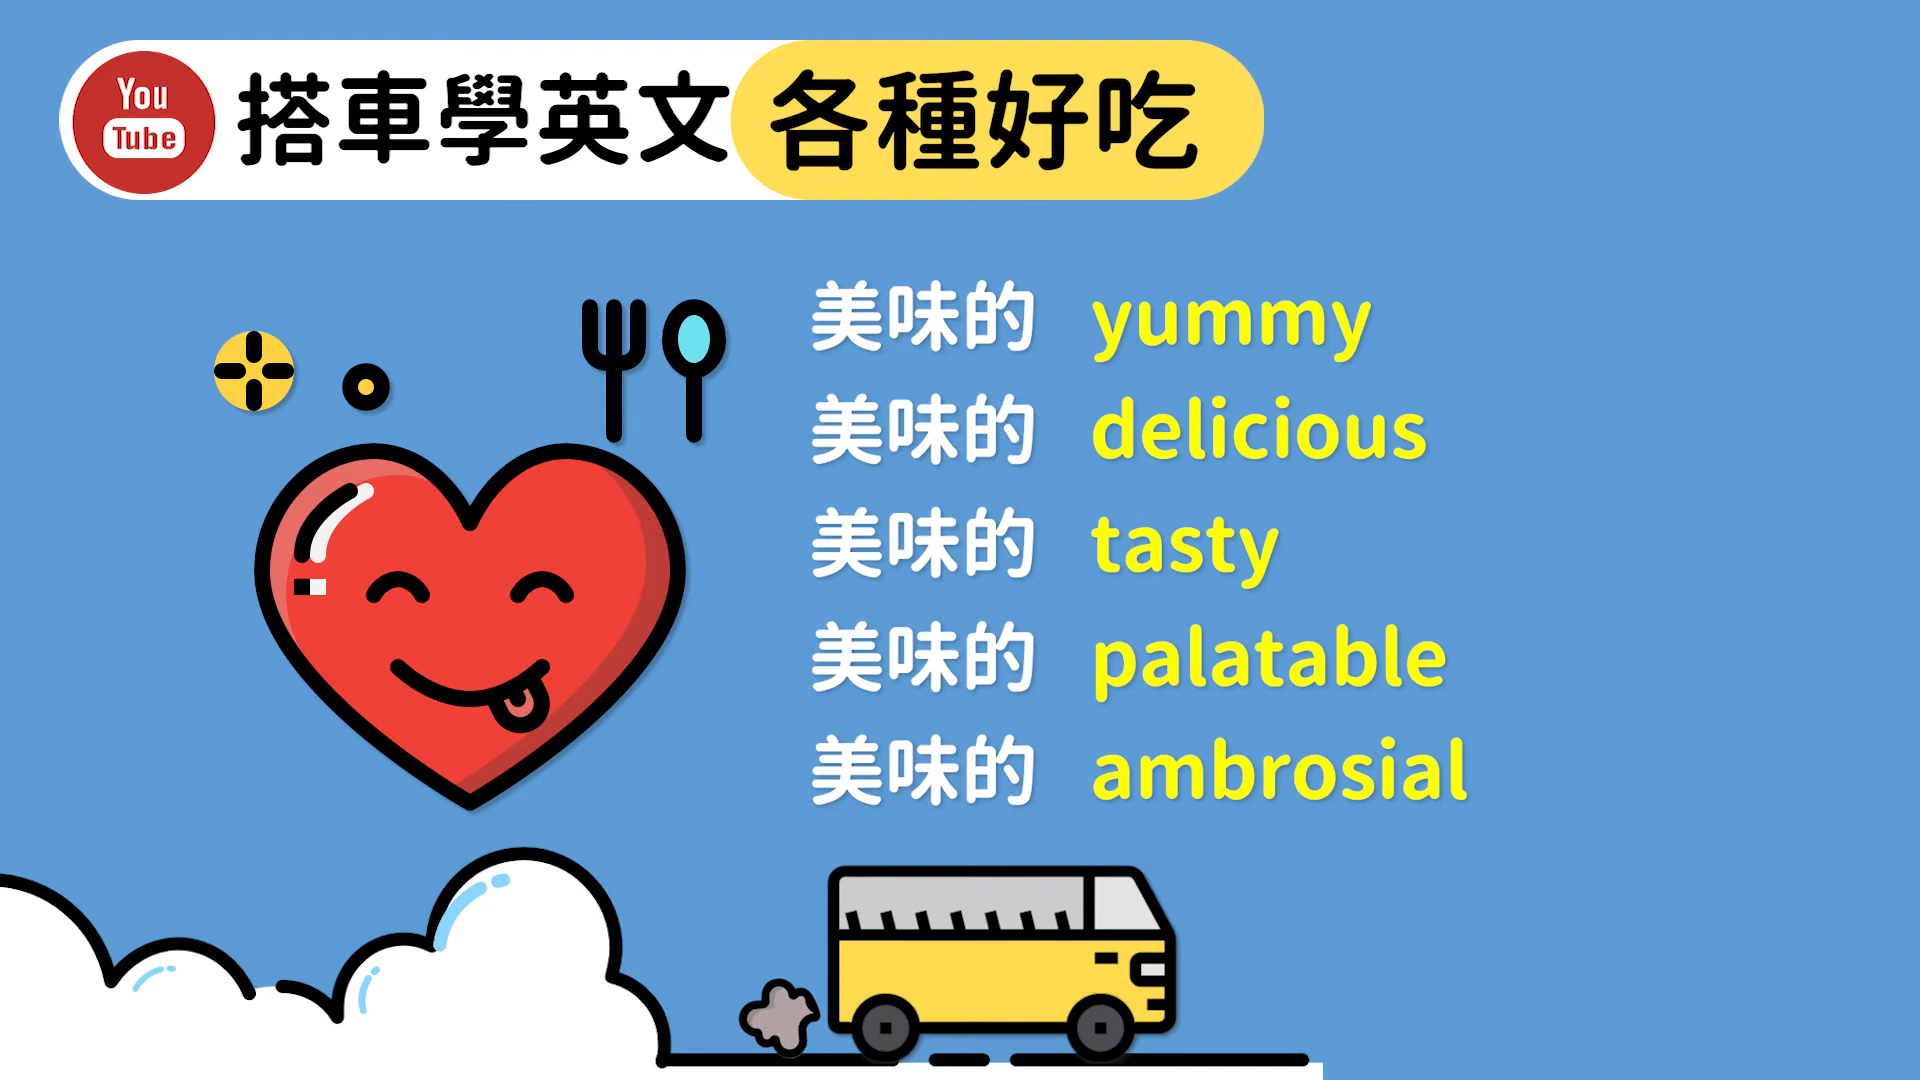 You
Tube
搭車學英文 各種好吃
美味的 yummy
美味的 delicious
美味的 tasty
美味的 palatable
美味的 ambrosial